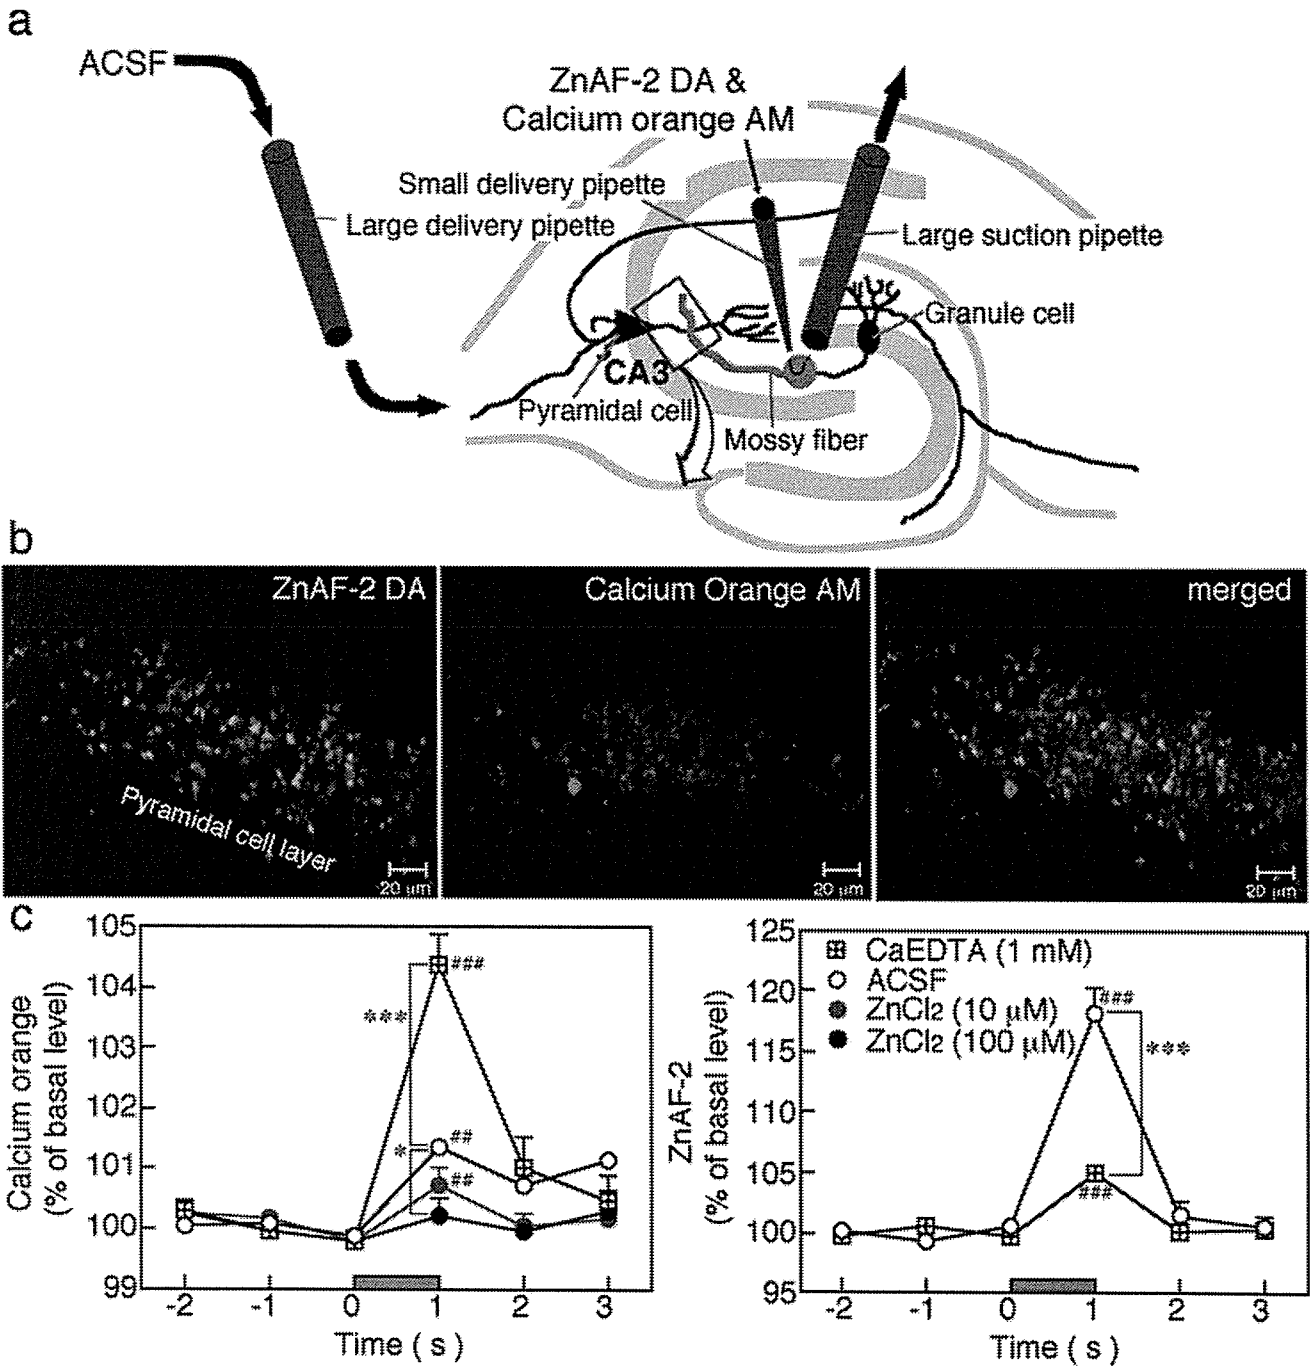 a
ACSF
ZnAF-2 DA &
Calcium orange AM
Small delivery pipette
Large delivery pipette
Large suction pipette
Granule cell
CA3
Pyramidal cell
Mossy fiber
b
ZnAF-2 DA
Calcium Orange AM
merged
Pyramidal cell layer
20 µm
20 µm
20 µm
c
Calcium orange
(% of basal level)
105
104
103
102
101
100
99
###
***
##
*
##
-2 -1 0 1 2 3
Time ( s )
ZnAF-2
(% of basal level)
125
120
115
110
105
100
95
CaEDTA (1 mM)
ACSF
ZnCl2 (10 µM)
ZnCl2 (100 µM)
###
***
###
-2 -1 0 1 2 3
Time ( s )